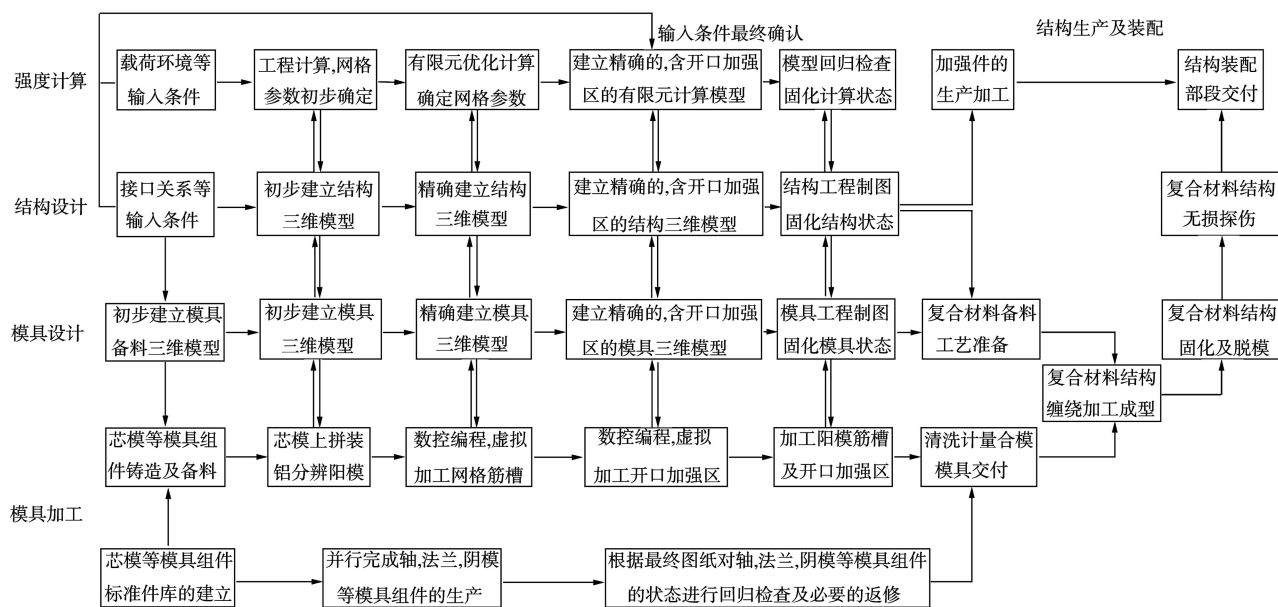 输入条件最终确认
结构生产及装配
强度计算
载荷环境等
输入条件
工程计算,网格
参数初步确定
有限元优化计算
确定网格参数
建立精确的,含开口加强
区的有限元计算模型
模型回归检查
固化计算状态
加强件的
生产加工
结构装配
部段交付
结构设计
接口关系等
输入条件
初步建立结构
三维模型
精确建立结构
三维模型
建立精确的,含开口加强
区的结构三维模型
结构工程制图
固化结构状态
复合材料结构
无损探伤
模具设计
初步建立模具
备料三维模型
初步建立模具
三维模型
精确建立模具
三维模型
建立精确的,含开口加强
区的模具三维模型
模具工程制图
固化模具状态
复合材料备料
工艺准备
复合材料结构
固化及脱模
复合材料结构
缠绕加工成型
模具加工
芯模等模具组
件铸造及备料
芯模上拼装
铝分辨阳模
数控编程,虚拟
加工网格筋槽
数控编程,虚拟
加工开口加强区
加工阳模筋槽
及开口加强区
清洗计量合模
模具交付
芯模等模具组件
标准件库的建立
并行完成轴,法兰,阴模
等模具组件的生产
根据最终图纸对轴,法兰,阴模等模具组件
的状态进行回归检查及必要的返修